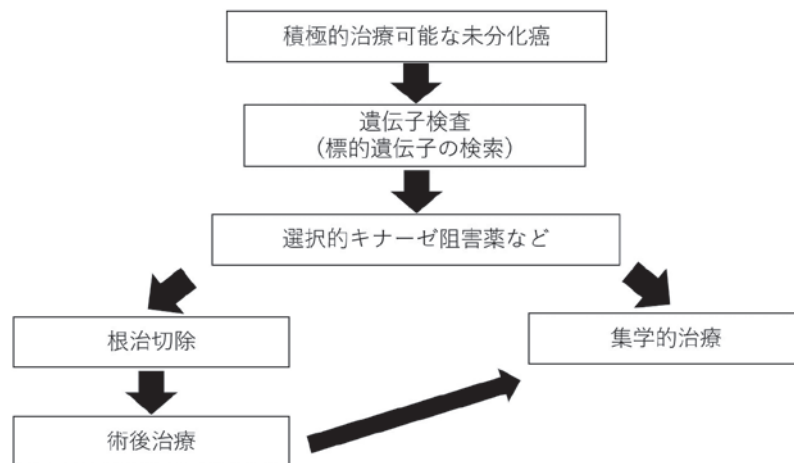 積極的治療可能な未分化癌
遺伝子検査
（標的遺伝子の検索）
選択的キナーゼ阻害薬など
根治切除
集学的治療
術後治療